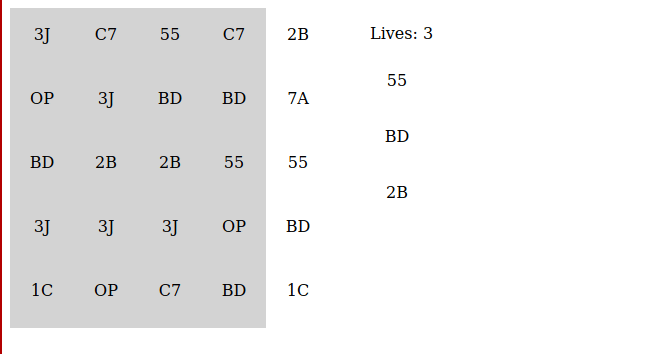 3J C7 55 C7 2B
OP 3J BD BD 7A
BD 2B 2B 55 55
3J 3J 3J OP BD
1C OP C7 BD 1C
Lives: 3
55
BD
2B